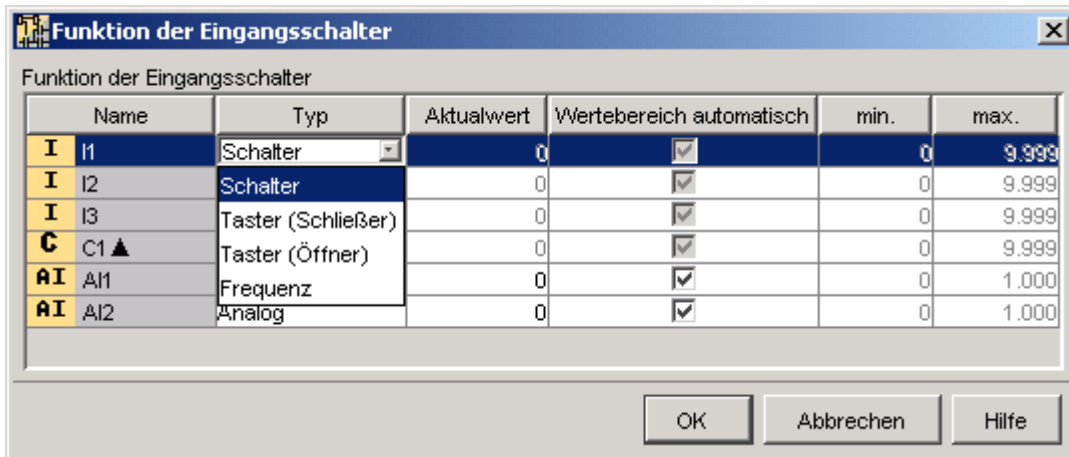 Funktion der Eingangsschalter
Funktion der Eingangsschalter
Name Typ Aktualwert Wertebereich automatisch min. max.
I I1 Schalter 0 0 9.999
I I2 Schalter 0 0 9.999
I I3 Taster (Schließer) 0 0 9.999
C C1▲ Taster (Öffner) 0 0 9.999
AI AI1 Frequenz 0 0 1.000
AI AI2 Analog 0 0 1.000
OK Abbrechen Hilfe